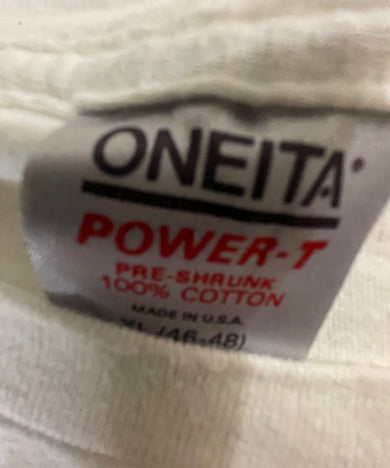 ONEITA®
POWER-T
PRE-SHRUNK
100% COTTON
MADE IN U.S.A.
XL (46-48)